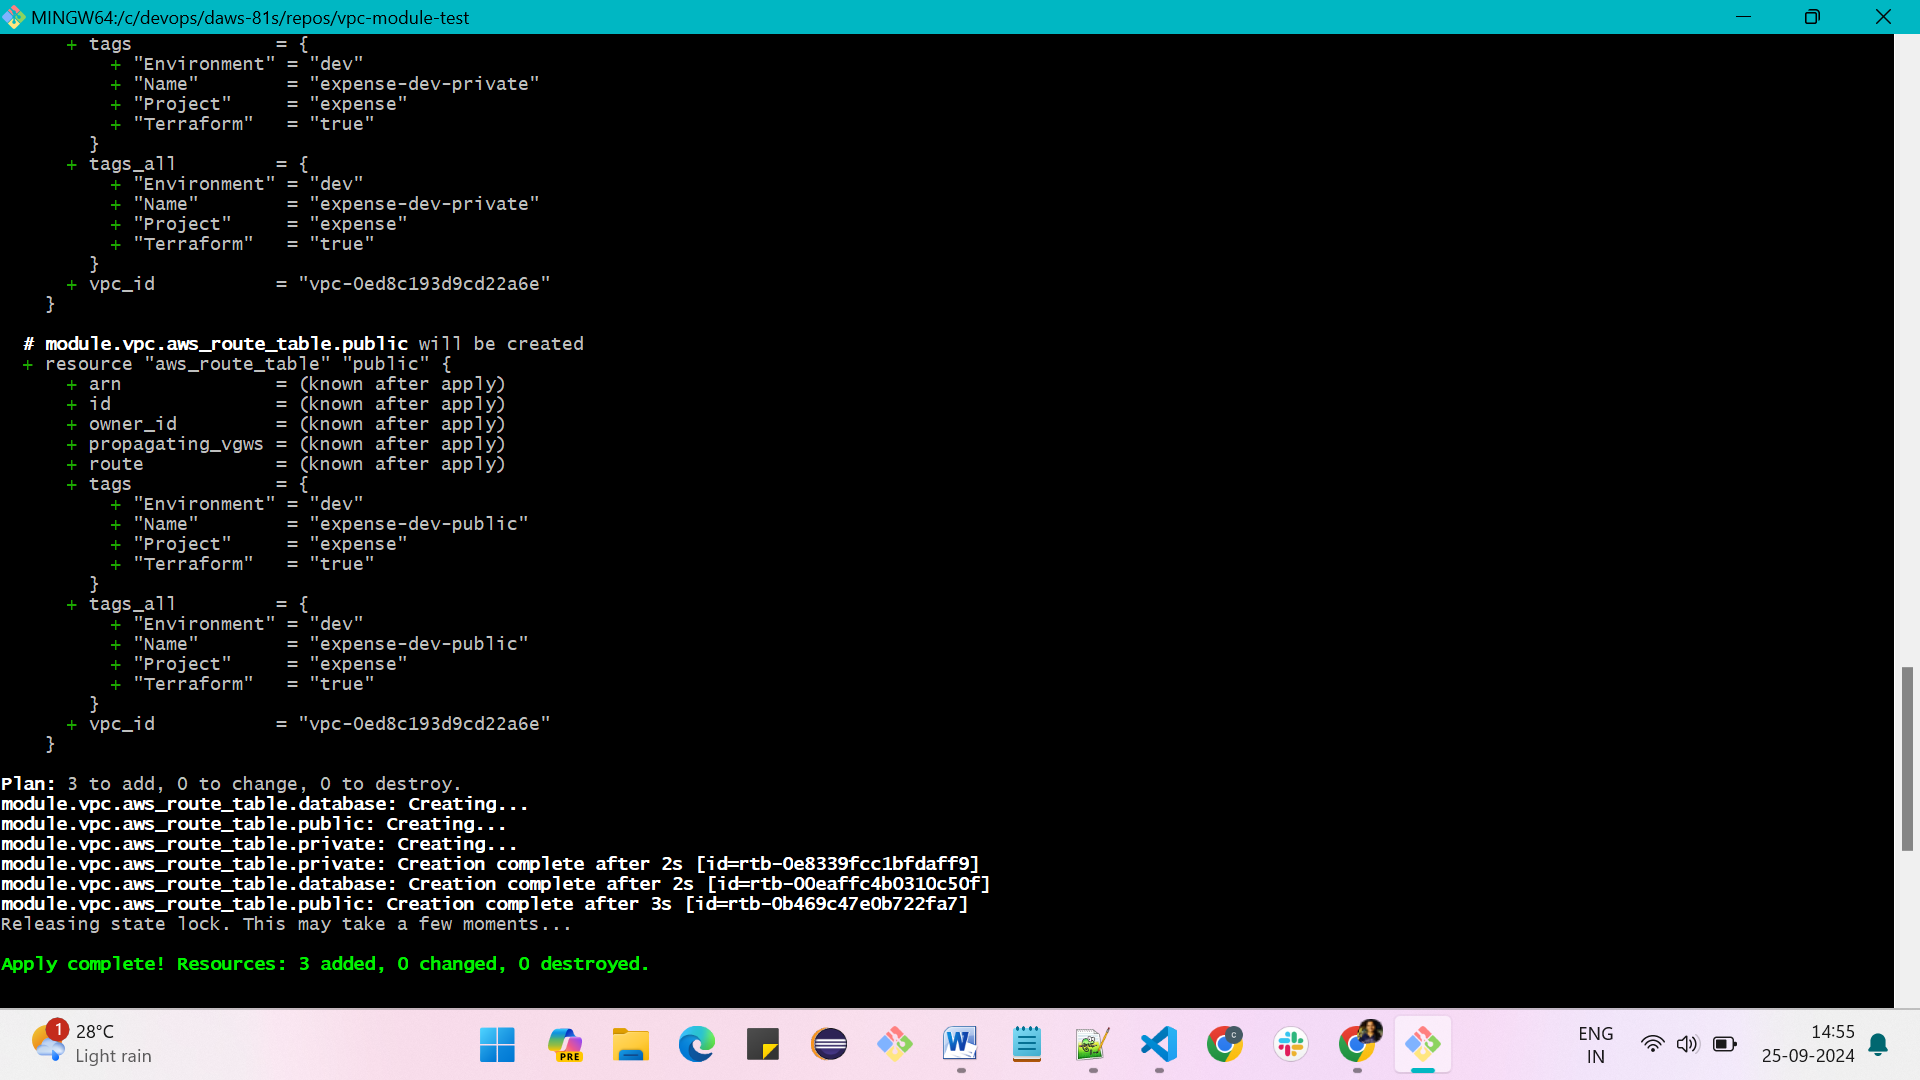 MINGW64:/c/devops/daws-81s/repos/vpc-module-test
      + tags             = {
          + "Environment" = "dev"
          + "Name"        = "expense-dev-private"
          + "Project"     = "expense"
          + "Terraform"   = "true"
        }
      + tags_all         = {
          + "Environment" = "dev"
          + "Name"        = "expense-dev-private"
          + "Project"     = "expense"
          + "Terraform"   = "true"
        }
      + vpc_id           = "vpc-0ed8c193d9cd22a6e"
    }
  # module.vpc.aws_route_table.public will be created
  + resource "aws_route_table" "public" {
      + arn              = (known after apply)
      + id               = (known after apply)
      + owner_id         = (known after apply)
      + propagating_vgws = (known after apply)
      + route            = (known after apply)
      + tags             = {
          + "Environment" = "dev"
          + "Name"        = "expense-dev-public"
          + "Project"     = "expense"
          + "Terraform"   = "true"
        }
      + tags_all         = {
          + "Environment" = "dev"
          + "Name"        = "expense-dev-public"
          + "Project"     = "expense"
          + "Terraform"   = "true"
        }
      + vpc_id           = "vpc-0ed8c193d9cd22a6e"
    }
Plan: 3 to add, 0 to change, 0 to destroy.
module.vpc.aws_route_table.database: Creating...
module.vpc.aws_route_table.public: Creating...
module.vpc.aws_route_table.private: Creating...
module.vpc.aws_route_table.private: Creation complete after 2s [id=rtb-0e8339fcc1bfdaff9]
module.vpc.aws_route_table.database: Creation complete after 2s [id=rtb-00eaffc4b0310c50f]
module.vpc.aws_route_table.public: Creation complete after 3s [id=rtb-0b469c47e0b722fa7]
Releasing state lock. This may take a few moments...
Apply complete! Resources: 3 added, 0 changed, 0 destroyed.
1
28°C
Light rain
PRE
W
C
ENG
IN
14:55
25-09-2024